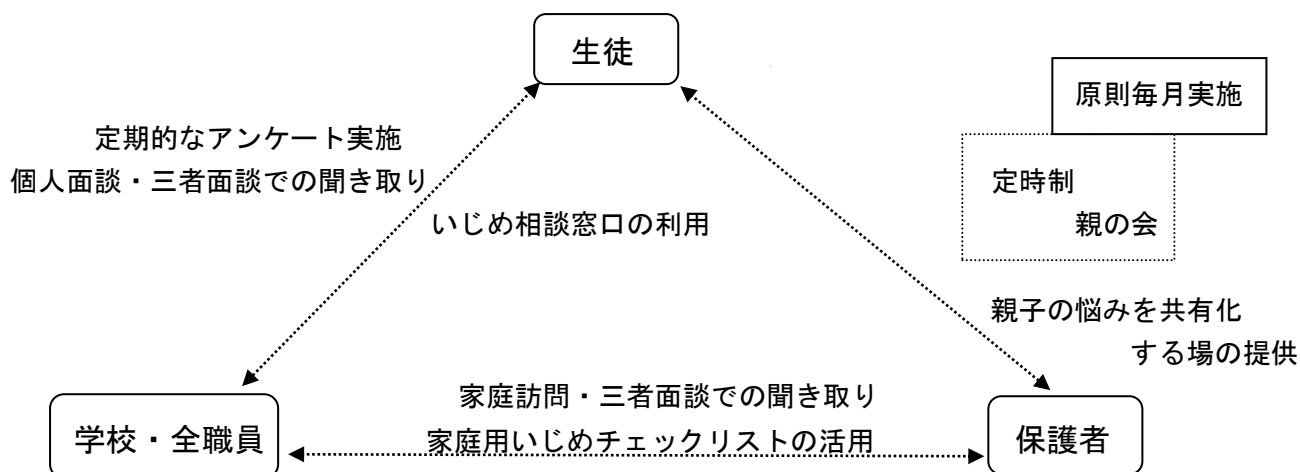 生徒
原則毎月実施
定期的なアンケート実施
個人面談・三者面談での聞き取り
定時制
親の会
いじめ相談窓口の利用
親子の悩みを共有化
する場の提供
家庭訪問・三者面談での聞き取り
家庭用いじめチェックリストの活用
学校・全職員
保護者